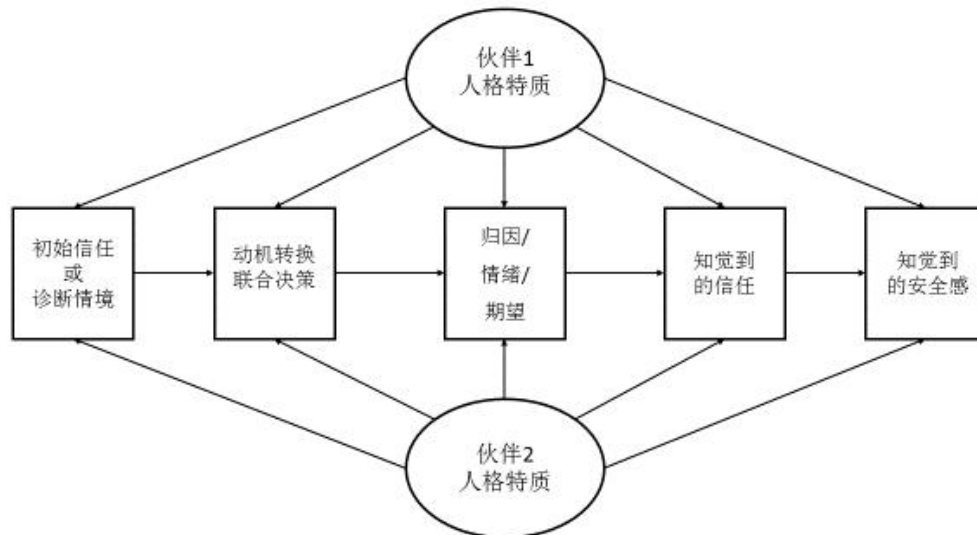 伙伴1
人格特质
初始信任
或
诊断情境
动机转换
联合决策
归因/
情绪/
期望
知觉到
的信任
知觉到
的安全感
伙伴2
人格特质